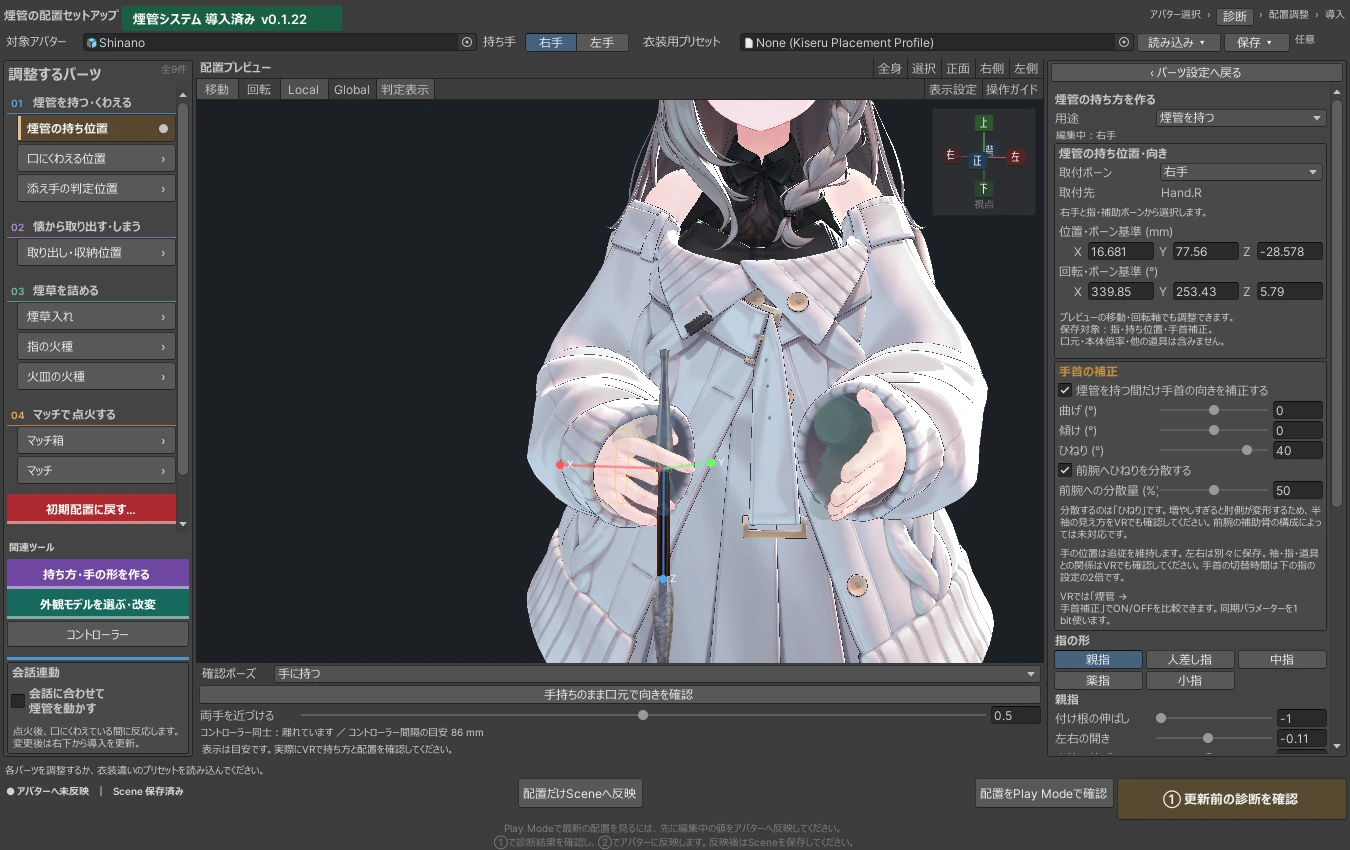 煙管の配置セットアップ
煙管システム 導入済み v0.1.22
アバター選択 › 診断 › 配置調整 › 導入
対象アバター Shinano 持ち手 右手 左手 衣装用プリセット None (Kiseru Placement Profile) 読み込み 保存 任意
調整するパーツ 全9件
01 煙管を持つ・くわえる
煙管の持ち位置
口にくわえる位置 ›
添え手の判定位置 ›
02 懐から取り出す・しまう
取り出し・収納位置 ›
03 煙草を詰める
煙草入れ ›
指の火種 ›
火皿の火種 ›
04 マッチで点火する
マッチ箱 ›
マッチ ›
初期配置に戻す...
関連ツール
持ち方・手の形を作る
外観モデルを選ぶ・改変
コントローラー
会話連動
会話に合わせて
煙管を動かす
点火後、口にくわえている間に反応します。
変更後は右下から導入を更新。
配置プレビュー
全身 選択 正面 右側 左側
移動 回転 Local Global 判定表示 表示設定 操作ガイド
上
右 正 背 左
下
視点
X Y Z
確認ポーズ 手に持つ
手持ちのまま口元で向きを確認
両手を近づける 0.5
コントローラー同士：離れています ／ コントローラー間隔の目安 86 mm
表示は目安です。実際にVRで持ち方と配置を確認してください。
‹ パーツ設定へ戻る
煙管の持ち方を作る
用途 煙管を持つ
編集中：右手
煙管の持ち位置・向き
取付ボーン 右手
取付先 Hand.R
右手と指・補助ボーンから選択します。
位置・ボーン基準 (mm)
X 16.681 Y 77.56 Z -28.578
回転・ボーン基準 (°)
X 339.85 Y 253.43 Z 5.79
プレビューの移動・回転軸でも調整できます。
保存対象：指・持ち位置・手首補正。
口元・本体倍率・他の道具は含みません。
手首の補正
煙管を持つ間だけ手首の向きを補正する
曲げ (°) 0
傾け (°) 0
ひねり (°) 40
前腕へひねりを分散する
前腕への分散量 (%) 50
分散するのは「ひねり」です。増やしすぎると肘側が変形するため、半
袖の見え方をVRでも確認してください。前腕の補助骨の構成によっ
ては未対応です。
手の位置は追従を維持します。左右は別々に保存。袖・指・道具
との関係はVRでも確認してください。手首の切替時間は下の指の
設定の2倍です。
VRでは「煙管 →
手首補正」でON/OFFを比較できます。同期パラメーターを1
bit使います。
指の形
親指 人差し指 中指
薬指 小指
親指
付け根の伸ばし -1
左右の開き -0.11
各パーツを調整するか、衣装違いのプリセットを読み込んでください。
● アバターへ未反映 | Scene 保存済み
配置だけSceneへ反映
配置をPlay Modeで確認
① 更新前の診断を確認
Play Modeで最新の配置を見るには、先に編集中の値をアバターへ反映してください。
①で診断結果を確認し、②でアバターに反映します。反映後はSceneを保存してください。